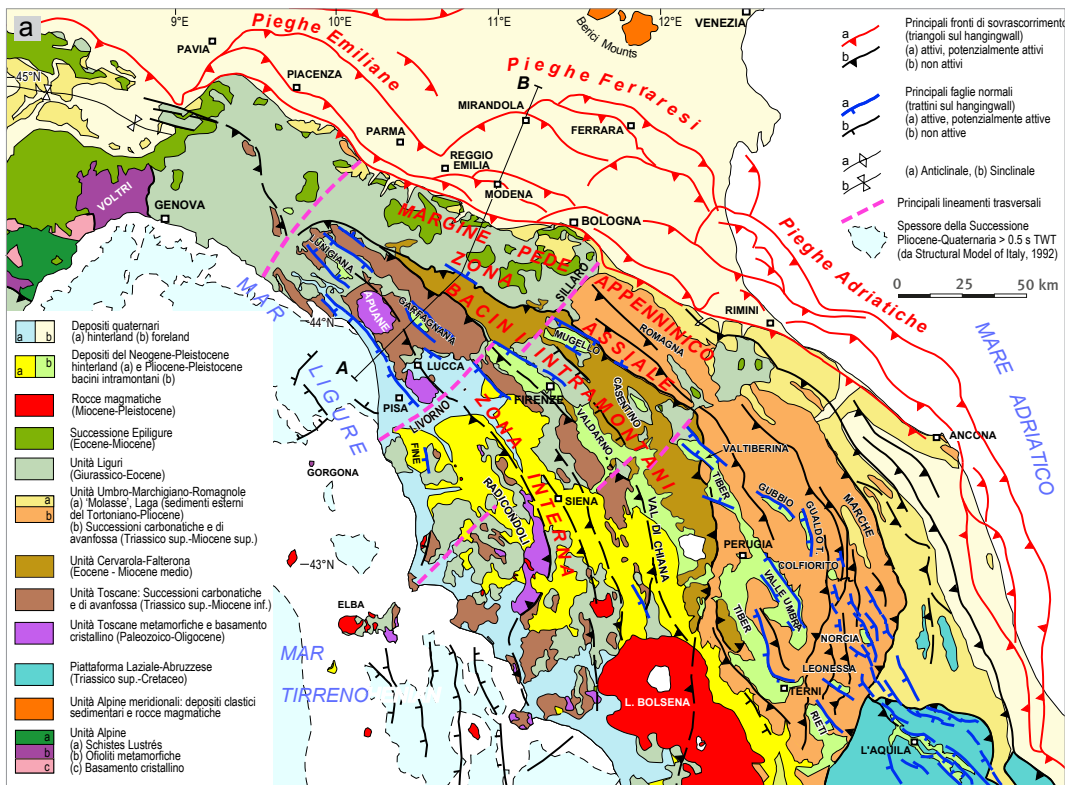 a
9°E
10°E
11°E
12°E
VENEZIA
PAVIA
45°N
PIACENZA
Pieghe Emiliane
Berici Mounts
B
Pieghe Ferraresi
MIRANDOLA
FERRARA
PARMA
REGGIO
EMILIA
MODENA
BOLOGNA
VOLTRI
GENOVA
MARGINE PEDE APPENNINICO
ZONA ASSIALE
BACINI INTRAMONTANI
ZONA INTERNA
SILLARO
Pieghe Adriatiche
LUNIGIANA
APUANE
GARFAGNANA
44°N
A
LUCCA
PISA
LIVORNO
MUGELLO
ROMAGNA
RIMINI
FIRENZE
CASENTINO
VALDARNO
MAR LIGURE
MARE ADRIATICO
ANCONA
FINE
GORGONA
RADICONDOLI
SIENA
VAL DI CHIANA
TIBER
VALTIBERINA
GUBBIO
GUALDO T.
MARCHE
43°N
PERUGIA
COLFIORITO
VALLE UMBRA
TIBER
NORCIA
LEONESSA
ELBA
MAR
TIRRENO
L. BOLSENA
TERNI
RIETI
L'AQUILA
Principali fronti di sovrascorrimento
(triangoli sul hangingwall)
a
(a) attivi, potenzialmente attivi
b
(b) non attivi
Principali faglie normali
(trattini sul hangingwall)
a
(a) attive, potenzialmente attive
b
(b) non attive
a
b
(a) Anticlinale, (b) Sinclinale
Principali lineamenti trasversali
Spessore della Successione
Pliocene-Quaternaria > 0.5 s TWT
(da Structural Model of Italy, 1992)
0
50 km
a b
Depositi quaternari
(a) hinterland (b) foreland
a b
Depositi del Neogene-Pleistocene
hinterland (a) e Pliocene-Pleistocene
bacini intramontani (b)
Rocce magmatiche
(Miocene-Pleistocene)
Successione Epiligure
(Eocene-Miocene)
Unità Liguri
(Giurassico-Eocene)
Unità Umbro-Marchigiano-Romagnole
a
(a) 'Molasse', Laga (sedimenti esterni
del Tortoniano-Pliocene)
b
(b) Successioni carbonatiche e di
avanfossa (Triassico sup.-Miocene sup.)
Unità Cervarola-Falterona
(Eocene - Miocene medio)
Unità Toscane: Successioni carbonatiche
e di avanfossa (Triassico sup.-Miocene inf.)
Unità Toscane metamorfiche e basamento
cristallino (Paleozoico-Oligocene)
Piattaforma Laziale-Abruzzese
(Triassico sup.-Cretaceo)
Unità Alpine meridionali: depositi clastici
sedimentari e rocce magmatiche
Unità Alpine
a
(a) Schistes Lustrés
b
(b) Ofioliti metamorfiche
c
(c) Basamento cristallino